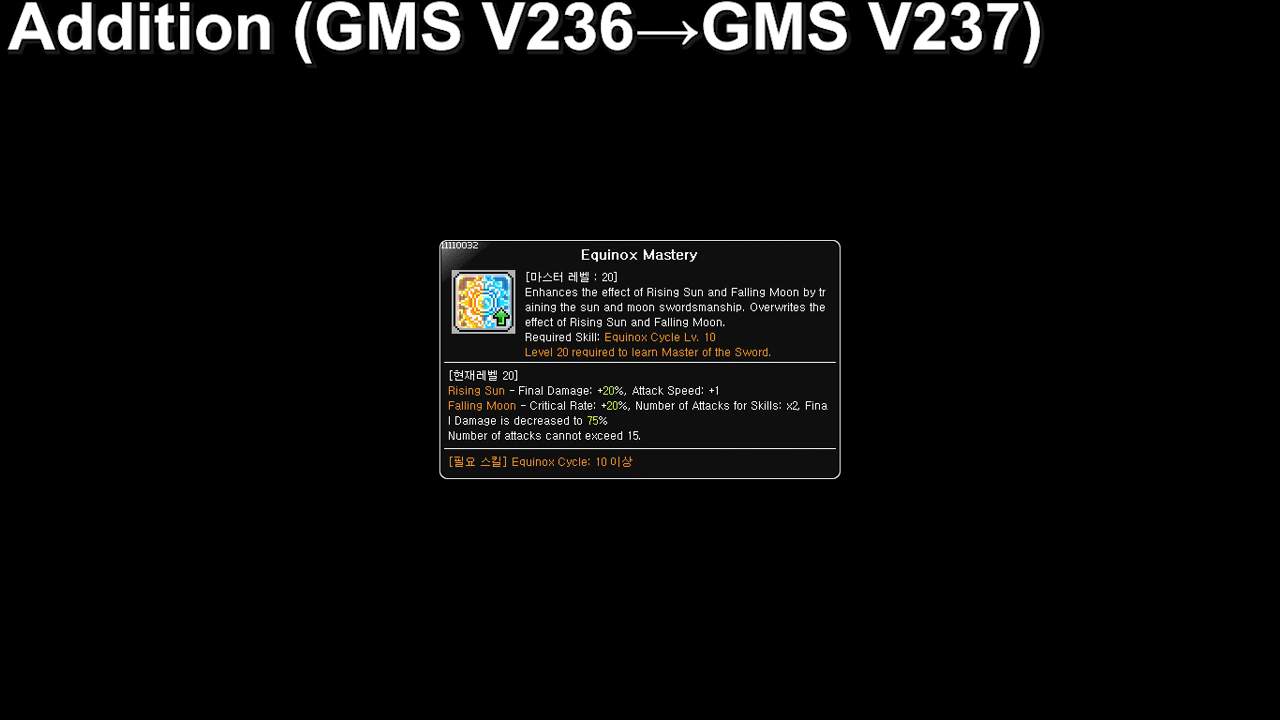 Addition (GMS V236→GMS V237)
11110032
Equinox Mastery
[마스터 레벨 : 20]
Enhances the effect of Rising Sun and Falling Moon by tr
aining the sun and moon swordsmanship. Overwrites the
effect of Rising Sun and Falling Moon.
Required Skill: Equinox Cycle Lv. 10
Level 20 required to learn Master of the Sword.
[현재레벨 20]
Rising Sun - Final Damage: +20%, Attack Speed: +1
Falling Moon - Critical Rate: +20%, Number of Attacks for Skills: x2, Fina
l Damage is decreased to 75%
Number of attacks cannot exceed 15.
[필요 스킬] Equinox Cycle: 10 이상